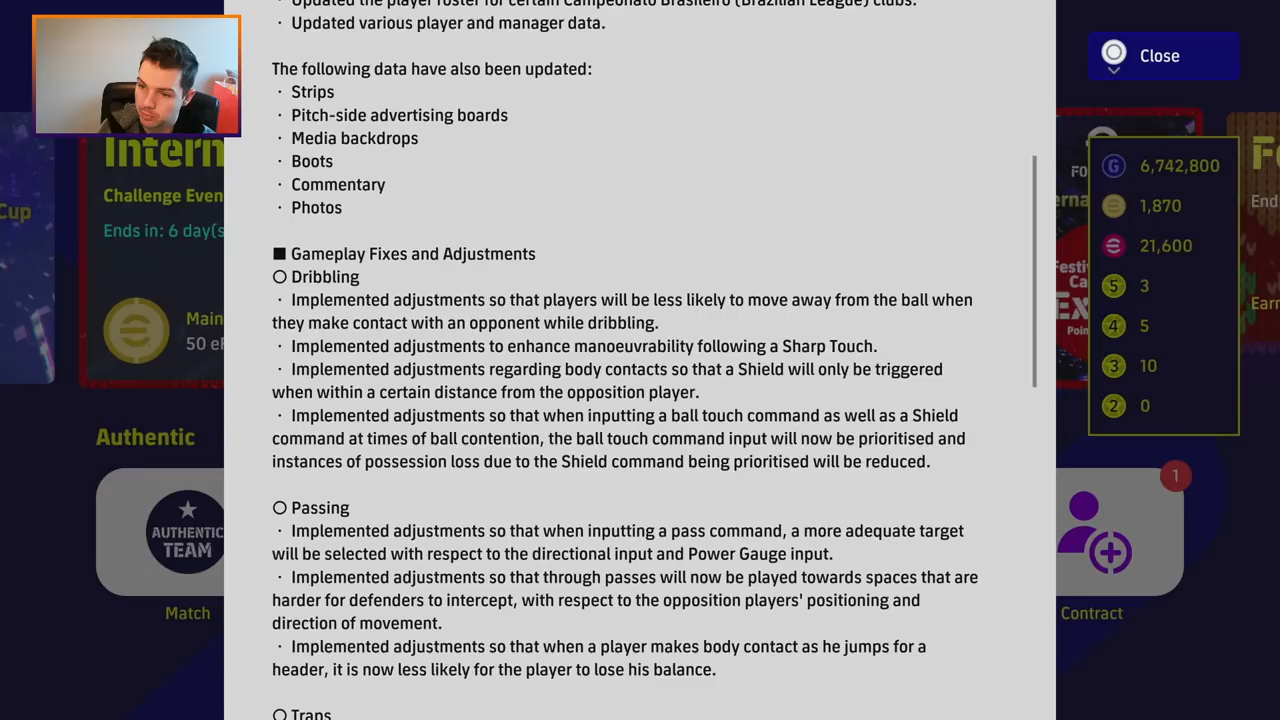 · Updated the player roster for certain Campeonato Brasileiro (Brazilian League) clubs.
· Updated various player and manager data.
The following data have also been updated:
· Strips
· Pitch-side advertising boards
· Media backdrops
· Boots
· Commentary
· Photos
■ Gameplay Fixes and Adjustments
○ Dribbling
· Implemented adjustments so that players will be less likely to move away from the ball when
they make contact with an opponent while dribbling.
· Implemented adjustments to enhance manoeuvrability following a Sharp Touch.
· Implemented adjustments regarding body contacts so that a Shield will only be triggered
when within a certain distance from the opposition player.
· Implemented adjustments so that when inputting a ball touch command as well as a Shield
command at times of ball contention, the ball touch command input will now be prioritised and
instances of possession loss due to the Shield command being prioritised will be reduced.
○ Passing
· Implemented adjustments so that when inputting a pass command, a more adequate target
will be selected with respect to the directional input and Power Gauge input.
· Implemented adjustments so that through passes will now be played towards spaces that are
harder for defenders to intercept, with respect to the opposition players' positioning and
direction of movement.
· Implemented adjustments so that when a player makes body contact as he jumps for a
header, it is now less likely for the player to lose his balance.
○ Traps
Close
6,742,800
1,870
21,600
5 3
4 5
3 10
2 0
Cup
Intern
Challenge Even
Ends in: 6 day(s
Main
50 eF
Authentic
AUTHENTIC
TEAM
Match
1
Contract